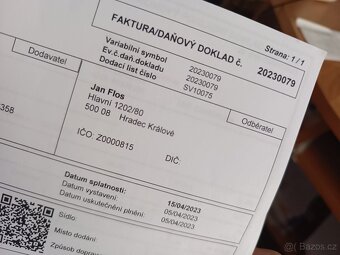 FAKTURA/DAŇOVÝ DOKLAD č. 20230079
Strana: 1 / 1
Variabilní symbol 20230079
Ev.č.daň.dokladu 20230079
Dodací list číslo SV10075
Dodavatel
Odběratel
Jan Flos
Hlavní 1202/80
500 08 Hradec Králové
IČO Z0000815 DIČ:
358
Datum splatnosti: 15/04/2023
Datum vystavení: 05/04/2023
Datum uskutečnění plnění: 05/04/2023
Sídlo
Místo dodání:
Způsob dopravy
Bazos.cz